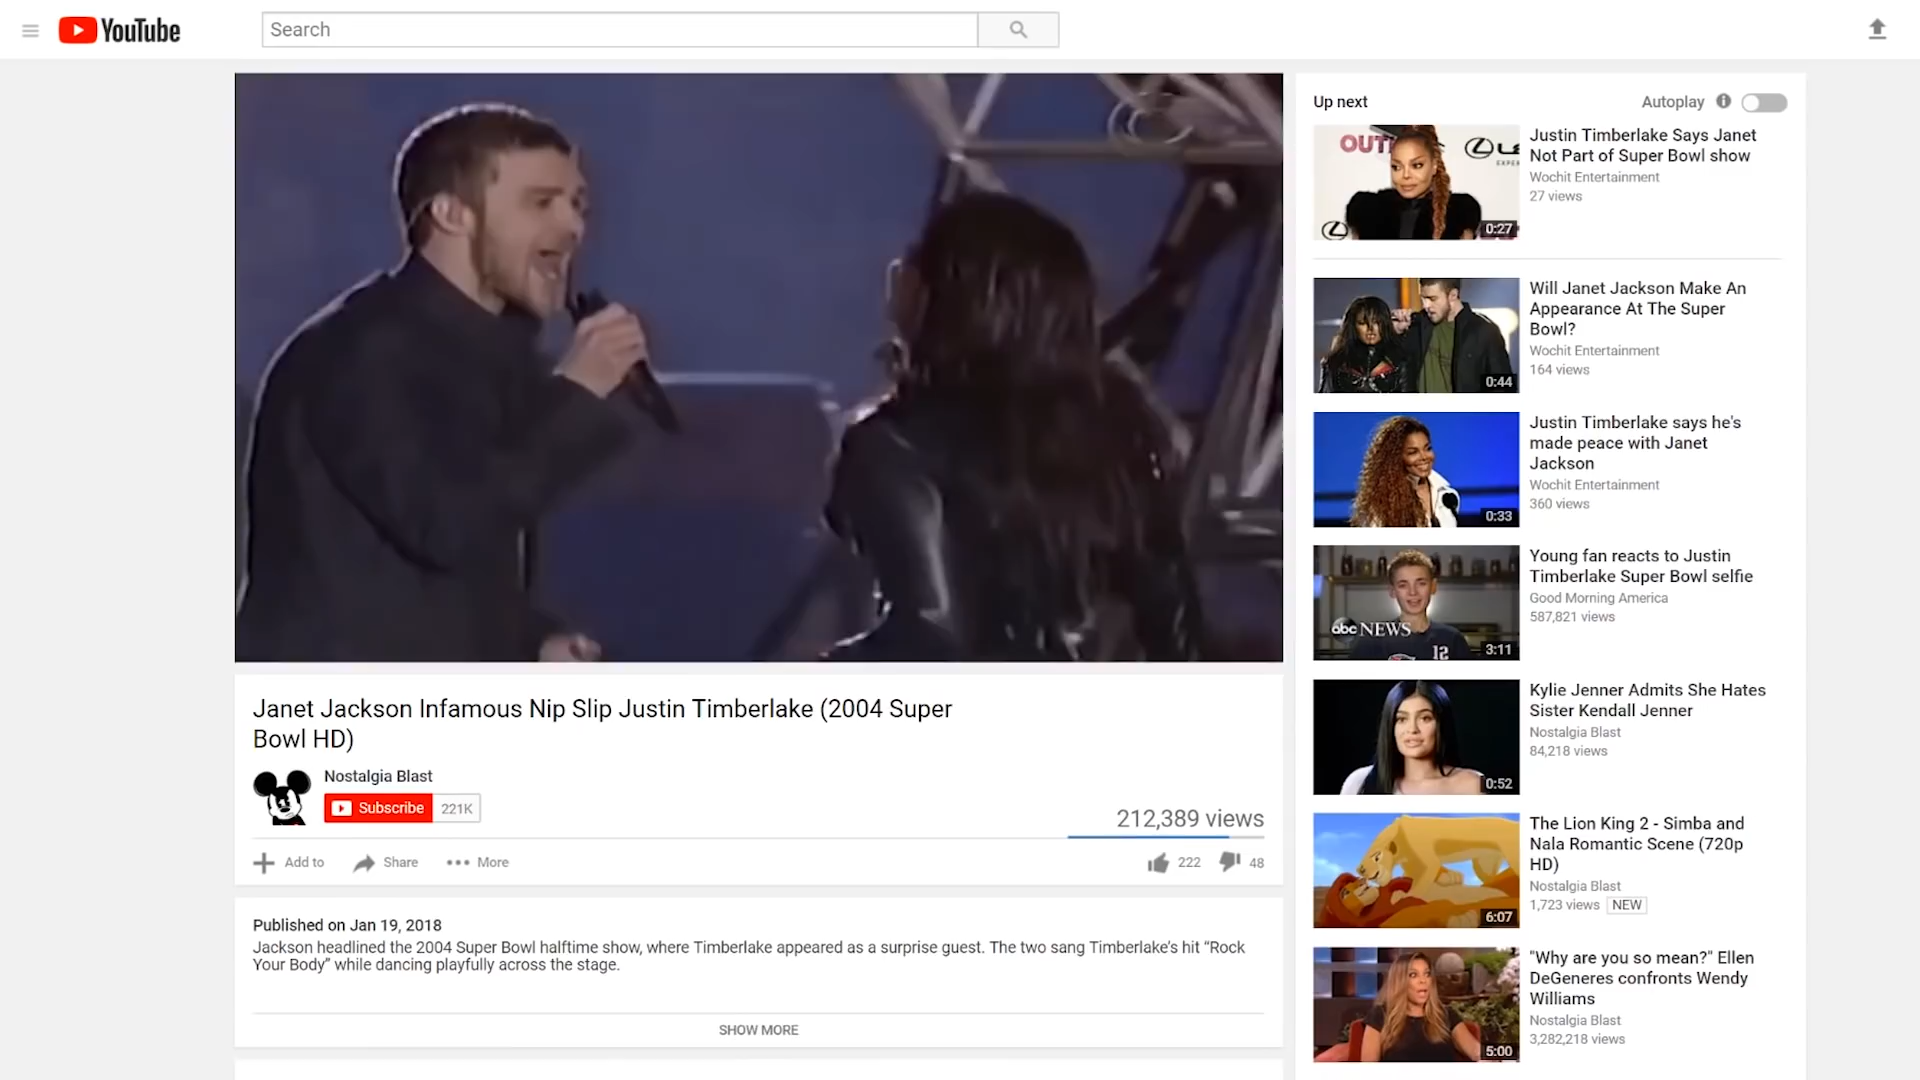 YouTube
Search
Janet Jackson Infamous Nip Slip Justin Timberlake (2004 Super
Bowl HD)
Nostalgia Blast
Subscribe 221K
212,389 views
Add to Share More 222 48
Published on Jan 19, 2018
Jackson headlined the 2004 Super Bowl halftime show, where Timberlake appeared as a surprise guest. The two sang Timberlake's hit “Rock
Your Body” while dancing playfully across the stage.
SHOW MORE
Up next Autoplay
OUT
0:27
Justin Timberlake Says Janet
Not Part of Super Bowl show
Wochit Entertainment
27 views
0:44
Will Janet Jackson Make An
Appearance At The Super
Bowl?
Wochit Entertainment
164 views
0:33
Justin Timberlake says he's
made peace with Janet
Jackson
Wochit Entertainment
360 views
abc NEWS
12
3:11
Young fan reacts to Justin
Timberlake Super Bowl selfie
Good Morning America
587,821 views
0:52
Kylie Jenner Admits She Hates
Sister Kendall Jenner
Nostalgia Blast
84,218 views
6:07
The Lion King 2 - Simba and
Nala Romantic Scene (720p
HD)
Nostalgia Blast
1,723 views NEW
5:00
"Why are you so mean?" Ellen
DeGeneres confronts Wendy
Williams
Nostalgia Blast
3,282,218 views